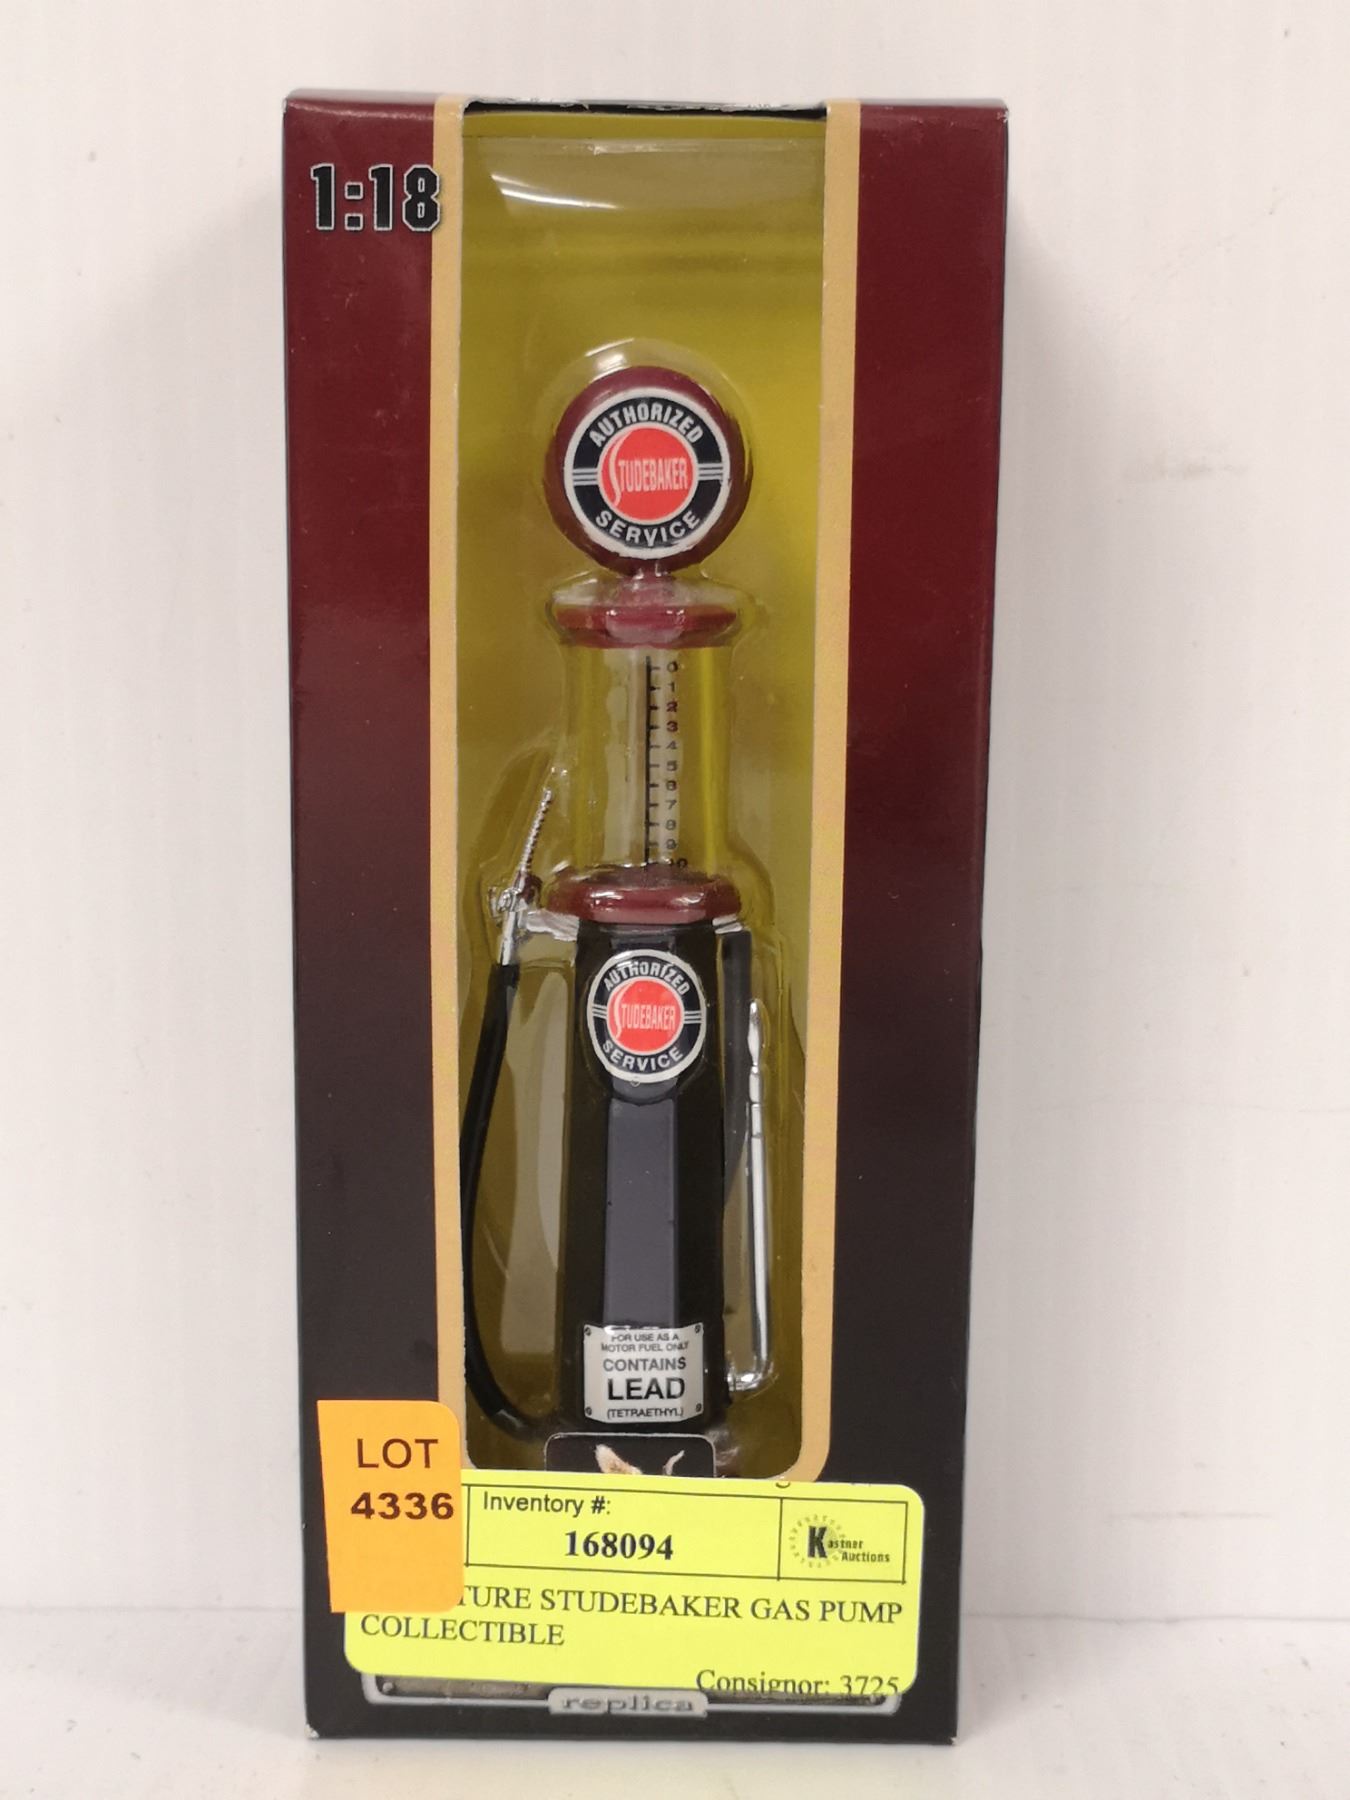 1:18
AUTHORIZED
STUDEBAKER
SERVICE
0
1
2
3
4
5
6
7
8
9
10
AUTHORIZED
STUDEBAKER
SERVICE
FOR USE AS A
MOTOR FUEL ONLY
CONTAINS
LEAD
(TETRAETHYL)
LOT
4336
Inventory #:
168094
Kastner
Auctions
TURE STUDEBAKER GAS PUMP
COLLECTIBLE
Consignor: 3725
replica